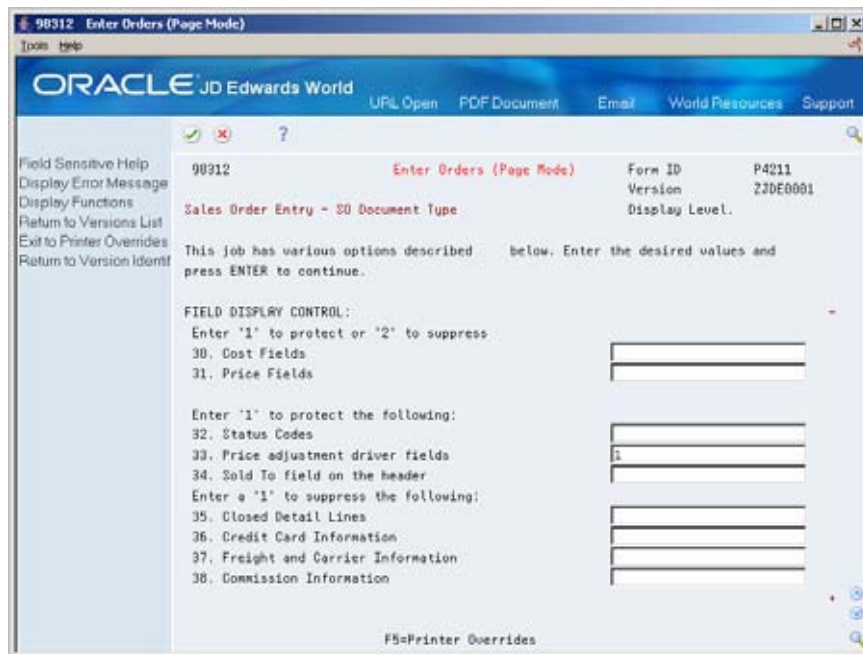 98312 Enter Orders (Page Mode)
Tools Help
ORACLE JD Edwards World
URL Open PDF Document Email World Resources Support
?
Field Sensitive Help
Display Error Message
Display Functions
Return to Versions List
Exit to Printer Overrides
Return to Version Identif
98312 Enter Orders (Page Mode) Form ID P4211
Version ZJDE0001
Sales Order Entry - SO Document Type Display Level.
This job has various options described below. Enter the desired values and
press ENTER to continue.
FIELD DISPLAY CONTROL:
Enter '1' to protect or '2' to suppress
30. Cost Fields
31. Price Fields
Enter '1' to protect the following:
32. Status Codes
33. Price adjustment driver fields 1
34. Sold To field on the header
Enter a '1' to suppress the following:
35. Closed Detail Lines
36. Credit Card Information
37. Freight and Carrier Information
38. Commission Information
F5=Printer Overrides